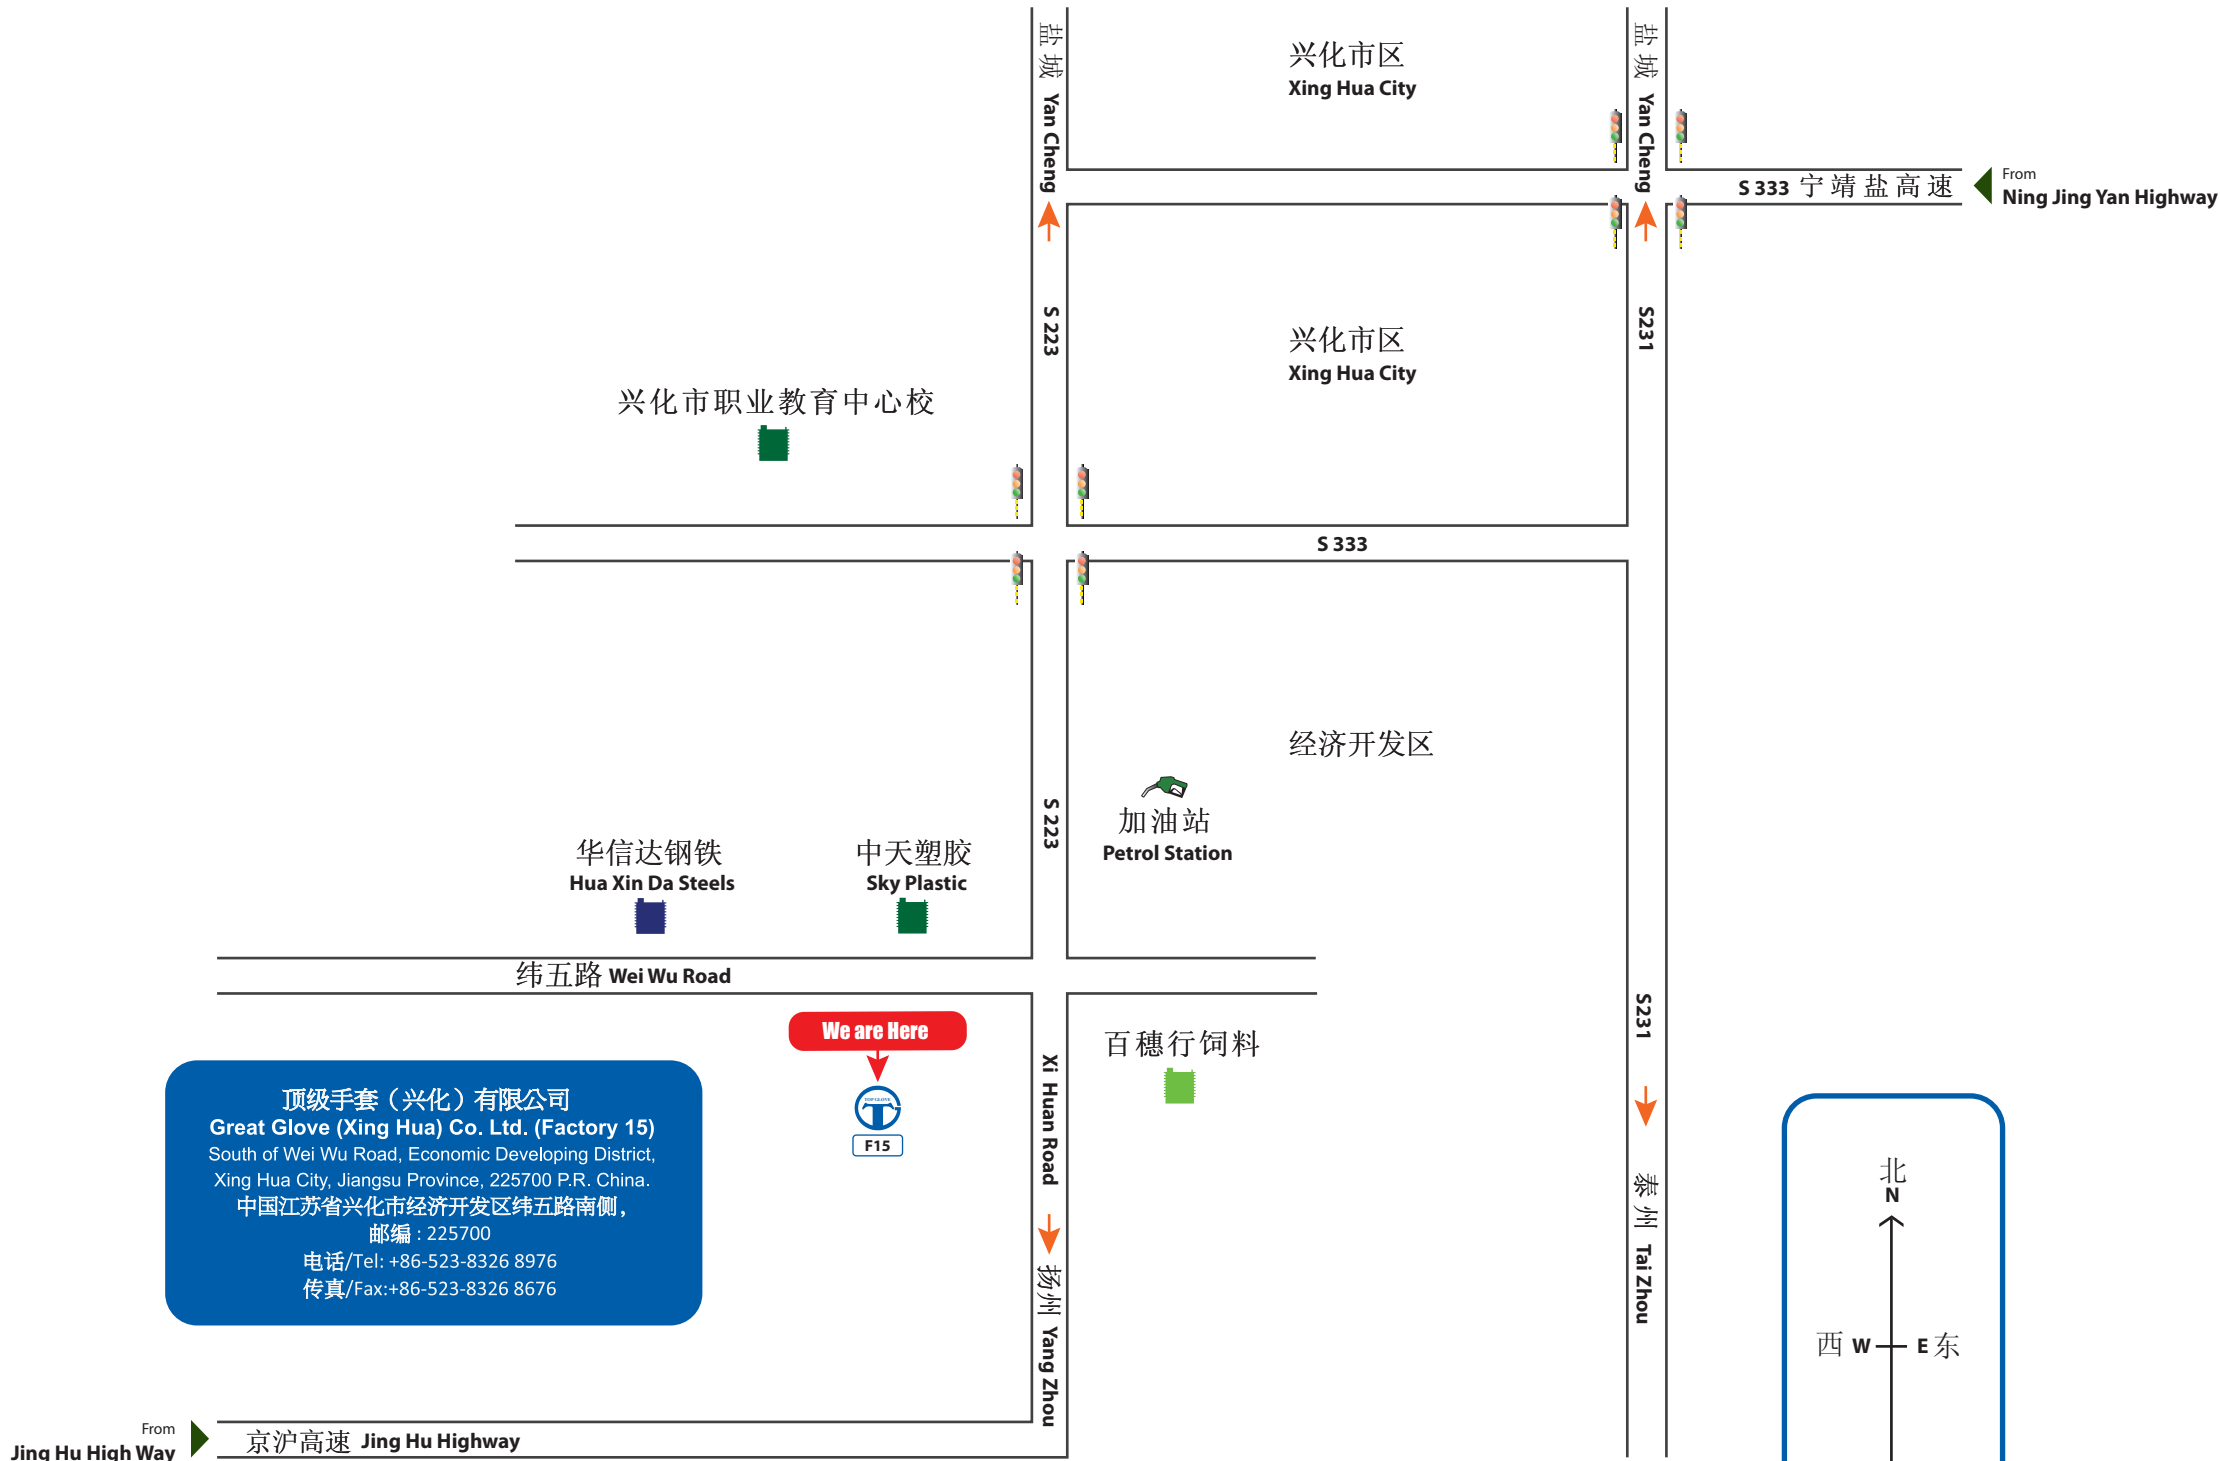 盐城 Yan Cheng
兴化市区
Xing Hua City
盐城 Yan Cheng
S 333 宁靖盐高速
From
Ning Jing Yan Highway
S 223
兴化市区
Xing Hua City
S231
兴化市职业教育中心校
S 333
经济开发区
S 223
加油站
Petrol Station
华信达钢铁
Hua Xin Da Steels
中天塑胶
Sky Plastic
纬五路 Wei Wu Road
We are Here
TOP GLOVE
F15
Xi Huan Road
百穗行饲料
S231
顶级手套（兴化）有限公司
Great Glove (Xing Hua) Co. Ltd. (Factory 15)
South of Wei Wu Road, Economic Developing District,
Xing Hua City, Jiangsu Province, 225700 P.R. China.
中国江苏省兴化市经济开发区纬五路南侧，
邮编 : 225700
电话/Tel: +86-523-8326 8976
传真/Fax:+86-523-8326 8676
扬州 Yang Zhou
泰州 Tai Zhou
北
N
西 W
E 东
From
Jing Hu High Way
京沪高速 Jing Hu Highway